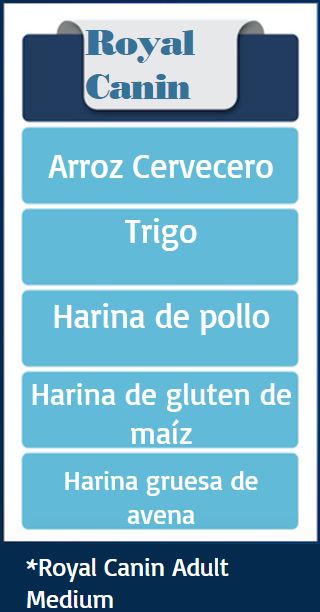 Royal
Canin
Arroz Cervecero
Trigo
Harina de pollo
Harina de gluten de
maíz
Harina gruesa de
avena
*Royal Canin Adult
Medium